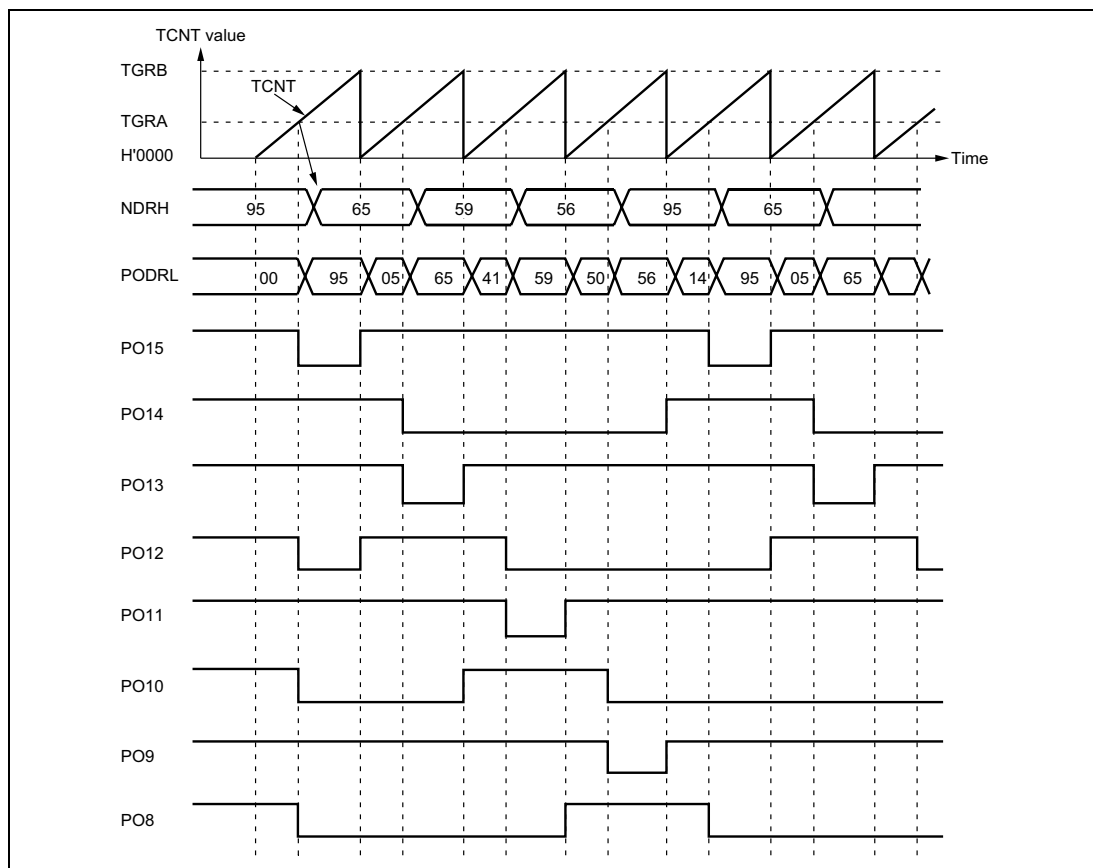 TCNT value
TGRB
TCNT
TGRA
H'0000
Time
NDRH 95 65 59 56 95 65
PODRL 00 95 05 65 41 59 50 56 14 95 05 65
PO15
PO14
PO13
PO12
PO11
PO10
PO9
PO8